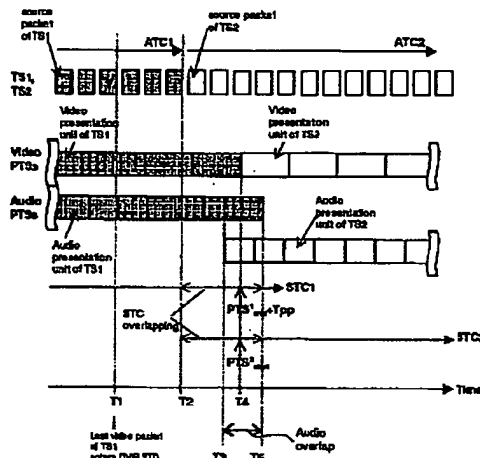 source
packet
of TS1
ATC1
source packet
of TS2
ATC2
TS1,
TS2
Video
presentation
unit of TS1
Video
presentation
unit of TS2
Video
PTSs
Audio
PTSs
Audio
presentation
unit of TS1
Audio
presentation
unit of TS2
STC1
STC
overlapping
+Tpp
STC2
Time
T1
T2
T4
Last video packet
of TS1
T3
T5
Audio
overlap